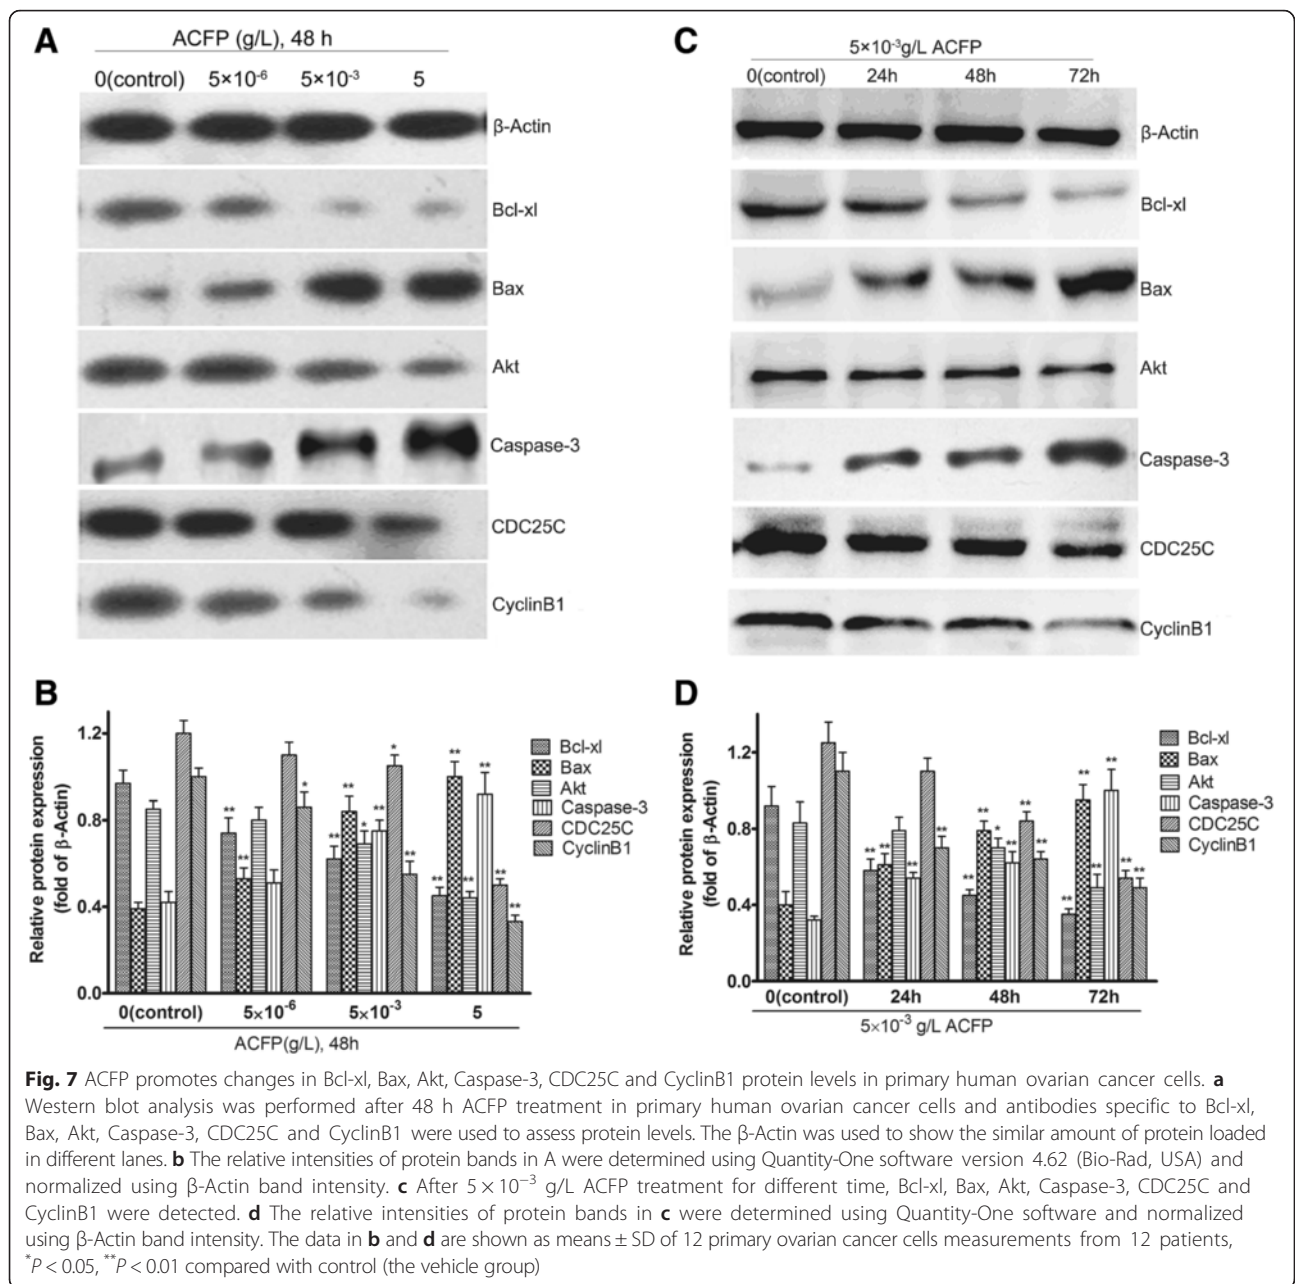 A
ACFP (g/L), 48 h
0(control) 5×10⁻⁶ 5×10⁻³ 5
β-Actin
Bcl-xl
Bax
Akt
Caspase-3
CDC25C
CyclinB1
C
5×10⁻³g/L ACFP
0(control) 24h 48h 72h
β-Actin
Bcl-xl
Bax
Akt
Caspase-3
CDC25C
CyclinB1
B
Relative protein expression
(fold of β-Actin)
1.2
0.8
0.4
0.0
** ** * ** ** * ** * ** ** ** ** ** ** **
Bcl-xl
Bax
Akt
Caspase-3
CDC25C
CyclinB1
0(control) 5×10⁻⁶ 5×10⁻³ 5
ACFP(g/L), 48h
D
Relative protein expression
(fold of β-Actin)
1.2
0.8
0.4
0.0
** ** ** ** ** ** * ** ** ** ** ** ** ** ** **
Bcl-xl
Bax
Akt
Caspase-3
CDC25C
CyclinB1
0(control) 24h 48h 72h
5×10⁻³ g/L ACFP
Fig. 7 ACFP promotes changes in Bcl-xl, Bax, Akt, Caspase-3, CDC25C and CyclinB1 protein levels in primary human ovarian cancer cells. a
Western blot analysis was performed after 48 h ACFP treatment in primary human ovarian cancer cells and antibodies specific to Bcl-xl,
Bax, Akt, Caspase-3, CDC25C and CyclinB1 were used to assess protein levels. The β-Actin was used to show the similar amount of protein loaded
in different lanes. b The relative intensities of protein bands in A were determined using Quantity-One software version 4.62 (Bio-Rad, USA) and
normalized using β-Actin band intensity. c After 5 × 10⁻³ g/L ACFP treatment for different time, Bcl-xl, Bax, Akt, Caspase-3, CDC25C and
CyclinB1 were detected. d The relative intensities of protein bands in c were determined using Quantity-One software and normalized
using β-Actin band intensity. The data in b and d are shown as means ± SD of 12 primary ovarian cancer cells measurements from 12 patients,
*P < 0.05, **P < 0.01 compared with control (the vehicle group)